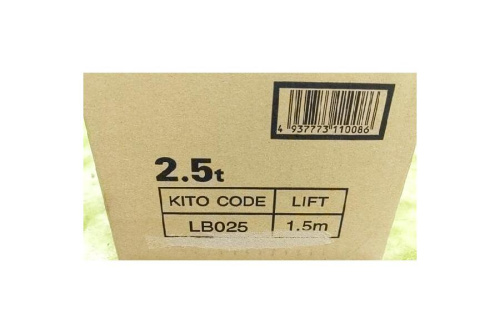 4 937773 110086
2.5t
KITO CODE LIFT
LB025 1.5m